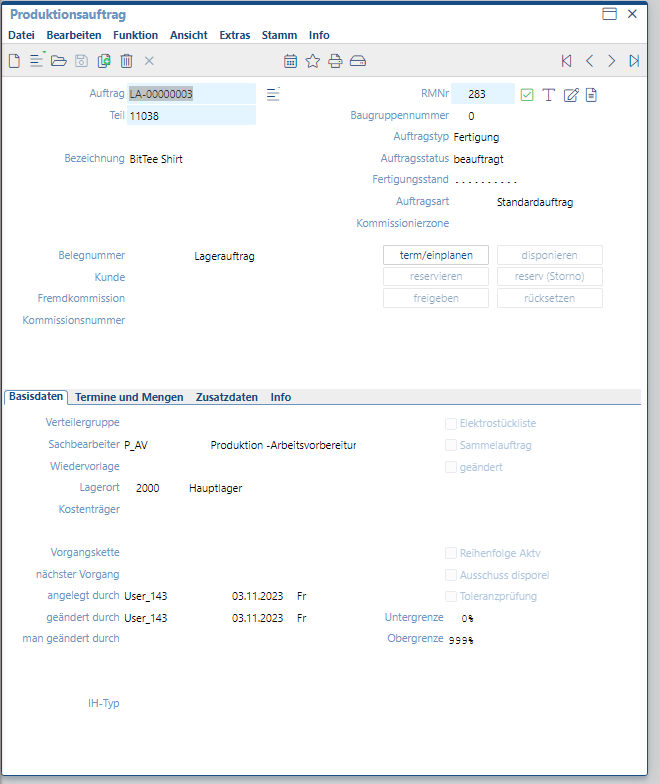 Produktionsauftrag
Datei Bearbeiten Funktion Ansicht Extras Stamm Info
Auftrag LA-00000003 RMNr 283
Teil 11038 Baugruppennummer 0
Auftragstyp Fertigung
Bezeichnung BitTee Shirt Auftragsstatus beauftragt
Fertigungsstand . . . . . . . . . .
Auftragsart Standardauftrag
Kommissionierzone
Belegnummer Lagerauftrag term/einplanen disponieren
Kunde reservieren reserv (Storno)
Fremdkommission freigeben rücksetzen
Kommissionsnummer
Basisdaten Termine und Mengen Zusatzdaten Info
Verteilergruppe Elektrostückliste
Sachbearbeiter P_AV Produktion -Arbeitsvorbereitur Sammelauftrag
Wiedervorlage geändert
Lagerort 2000 Hauptlager
Kostenträger
Vorgangskette Reihenfolge Aktv
nächster Vorgang Ausschuss disporel
angelegt durch User_143 03.11.2023 Fr Toleranzprüfung
geändert durch User_143 03.11.2023 Fr Untergrenze 0%
man geändert durch Obergrenze 999%
IH-Typ